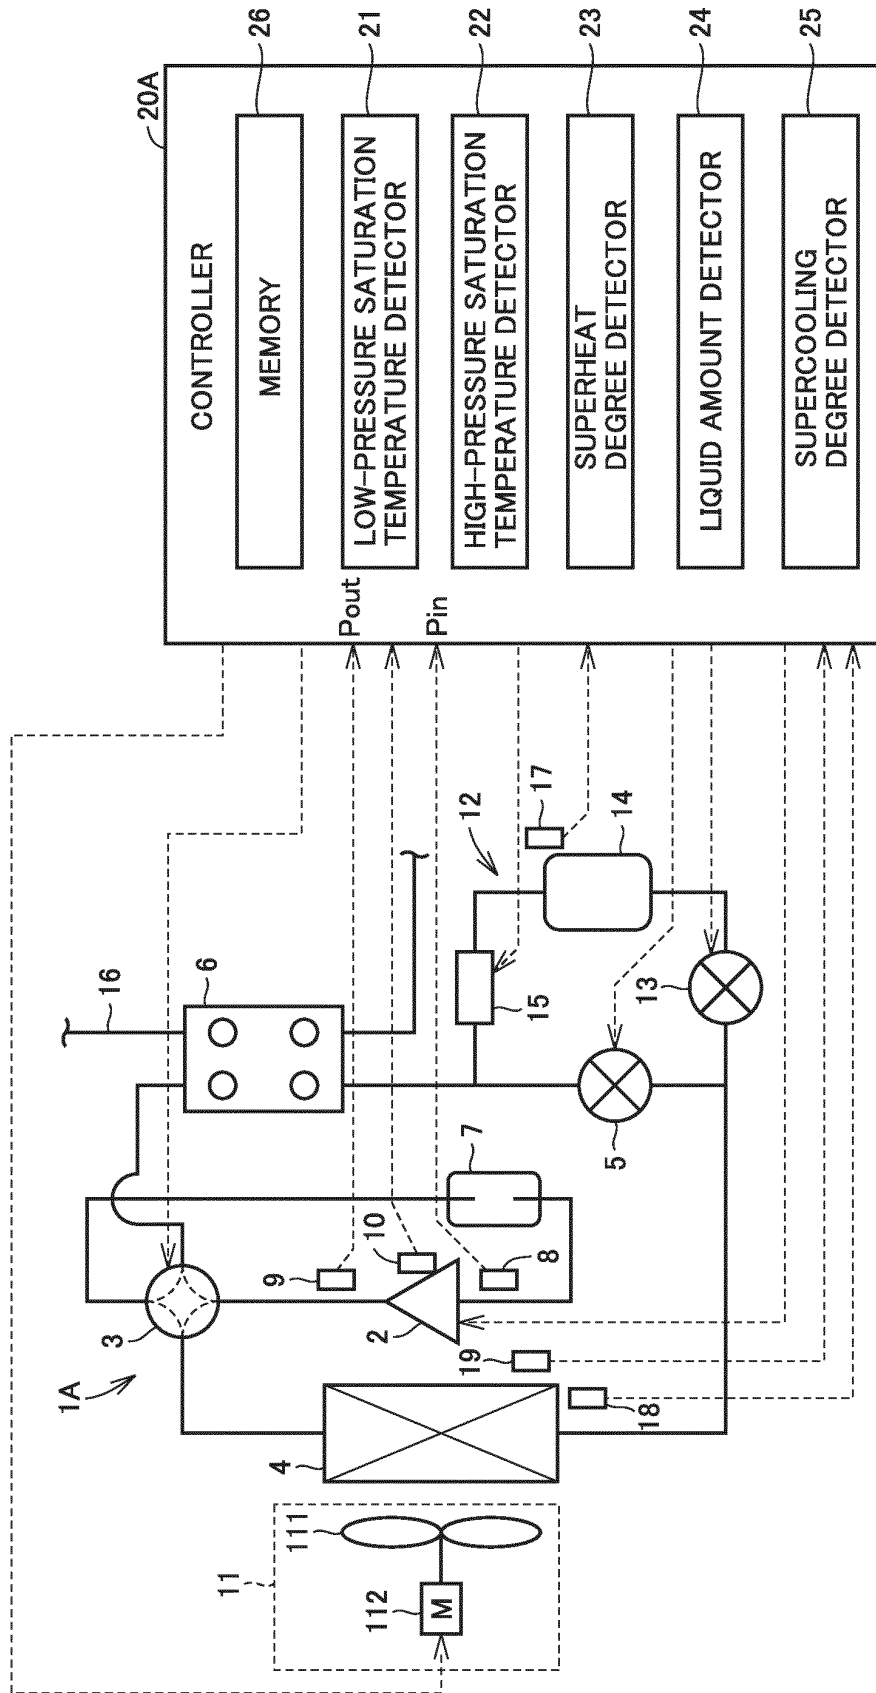 20A
CONTROLLER
MEMORY
26
LOW-PRESSURE SATURATION
TEMPERATURE DETECTOR
21
HIGH-PRESSURE SATURATION
TEMPERATURE DETECTOR
22
SUPERHEAT
DEGREE DETECTOR
23
LIQUID AMOUNT DETECTOR
24
SUPERCOOLING
DEGREE DETECTOR
25
Pout
Pin
1A
16
6
12
17
14
15
13
5
7
3
9
10
8
2
19
18
4
11
111
112
M